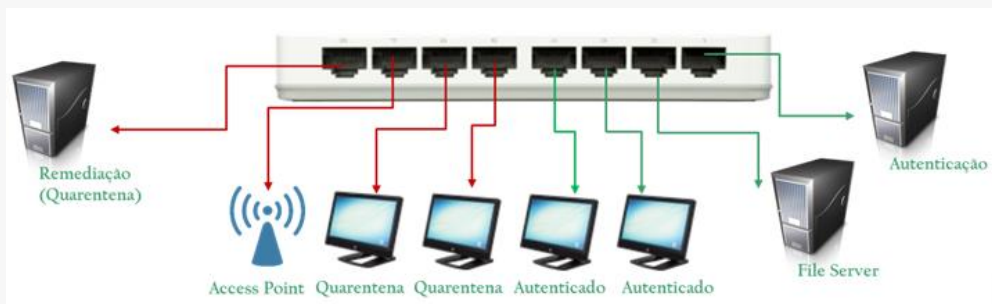 Remediação
(Quarentena)
Access Point
Quarentena
Quarentena
Autenticado
Autenticado
File Server
Autenticação